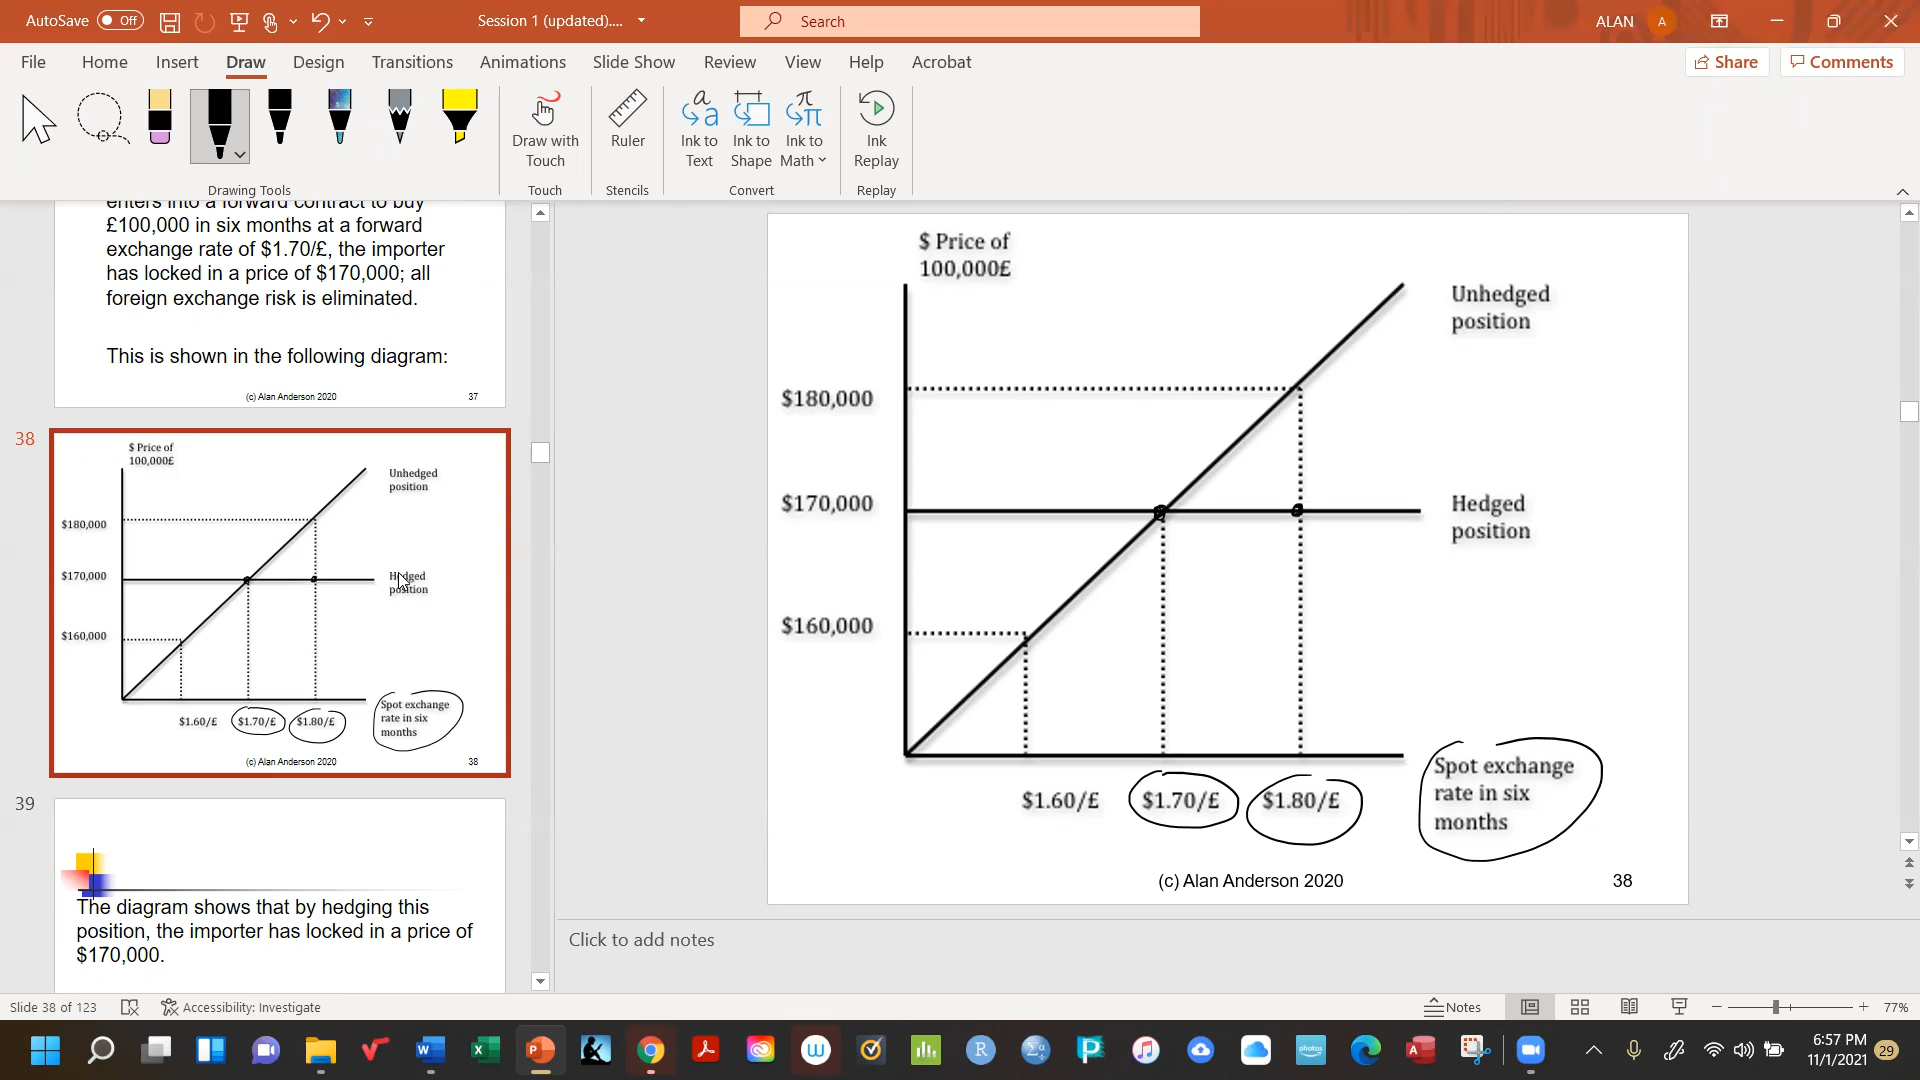 AutoSave Off Session 1 (updated).... Search ALAN A
File Home Insert Draw Design Transitions Animations Slide Show Review View Help Acrobat Share Comments
Draw with Touch
Ruler
Ink to Text
Ink to Shape
Ink to Math
Ink Replay
Drawing Tools Touch Stencils Convert Replay
enters into a forward contract to buy
£100,000 in six months at a forward
exchange rate of $1.70/£, the importer
has locked in a price of $170,000; all
foreign exchange risk is eliminated.
This is shown in the following diagram:
(c) Alan Anderson 2020 37
38
$ Price of
100,000£
Unhedged
position
$180,000
$170,000
Hedged
position
$160,000
$1.60/£ $1.70/£ $1.80/£
Spot exchange
rate in six
months
(c) Alan Anderson 2020 38
39
The diagram shows that by hedging this
position, the importer has locked in a price of
$170,000.
$ Price of
100,000£
Unhedged
position
$180,000
$170,000
Hedged
position
$160,000
$1.60/£ $1.70/£ $1.80/£
Spot exchange
rate in six
months
(c) Alan Anderson 2020 38
Click to add notes
Slide 38 of 123 Accessibility: Investigate Notes 77%
6:57 PM
11/1/2021 29